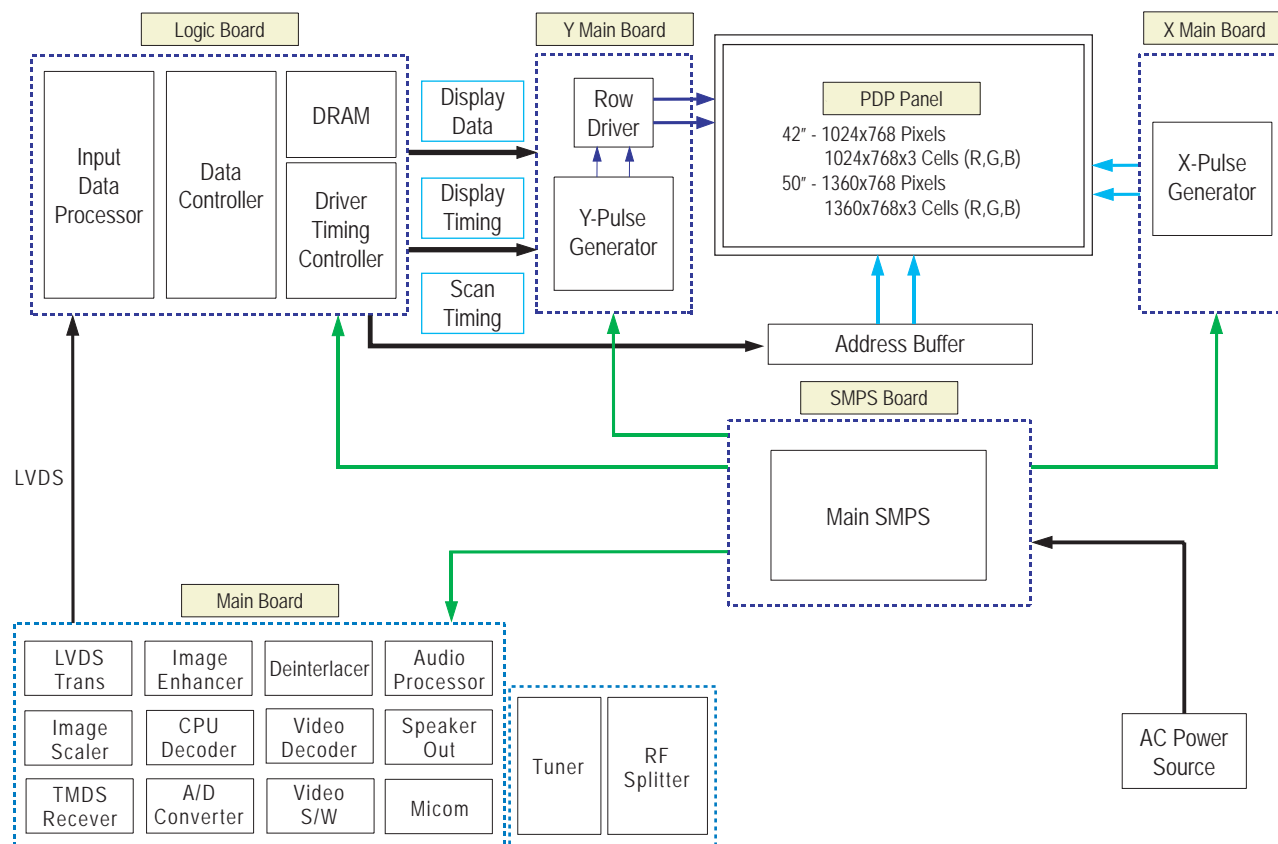 Logic Board
Y Main Board
X Main Board
Input
Data
Processor
Data
Controller
DRAM
Driver
Timing
Controller
Display
Data
Display
Timing
Scan
Timing
Row
Driver
Y-Pulse
Generator
PDP Panel
42" - 1024x768 Pixels
1024x768x3 Cells (R,G,B)
50" - 1360x768 Pixels
1360x768x3 Cells (R,G,B)
X-Pulse
Generator
Address Buffer
SMPS Board
Main SMPS
LVDS
Main Board
LVDS
Trans
Image
Enhancer
Deinterlacer
Audio
Processor
Image
Scaler
CPU
Decoder
Video
Decoder
Speaker
Out
TMDS
Recever
A/D
Converter
Video
S/W
Micom
Tuner
RF
Splitter
AC Power
Source